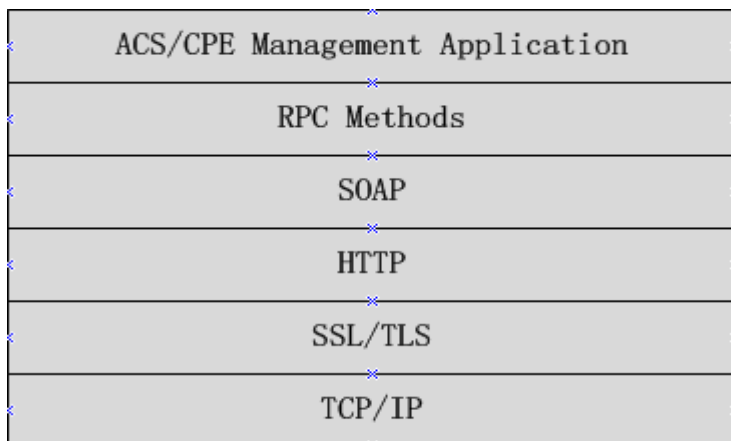 ACS/CPE Management Application
RPC Methods
SOAP
HTTP
SSL/TLS
TCP/IP